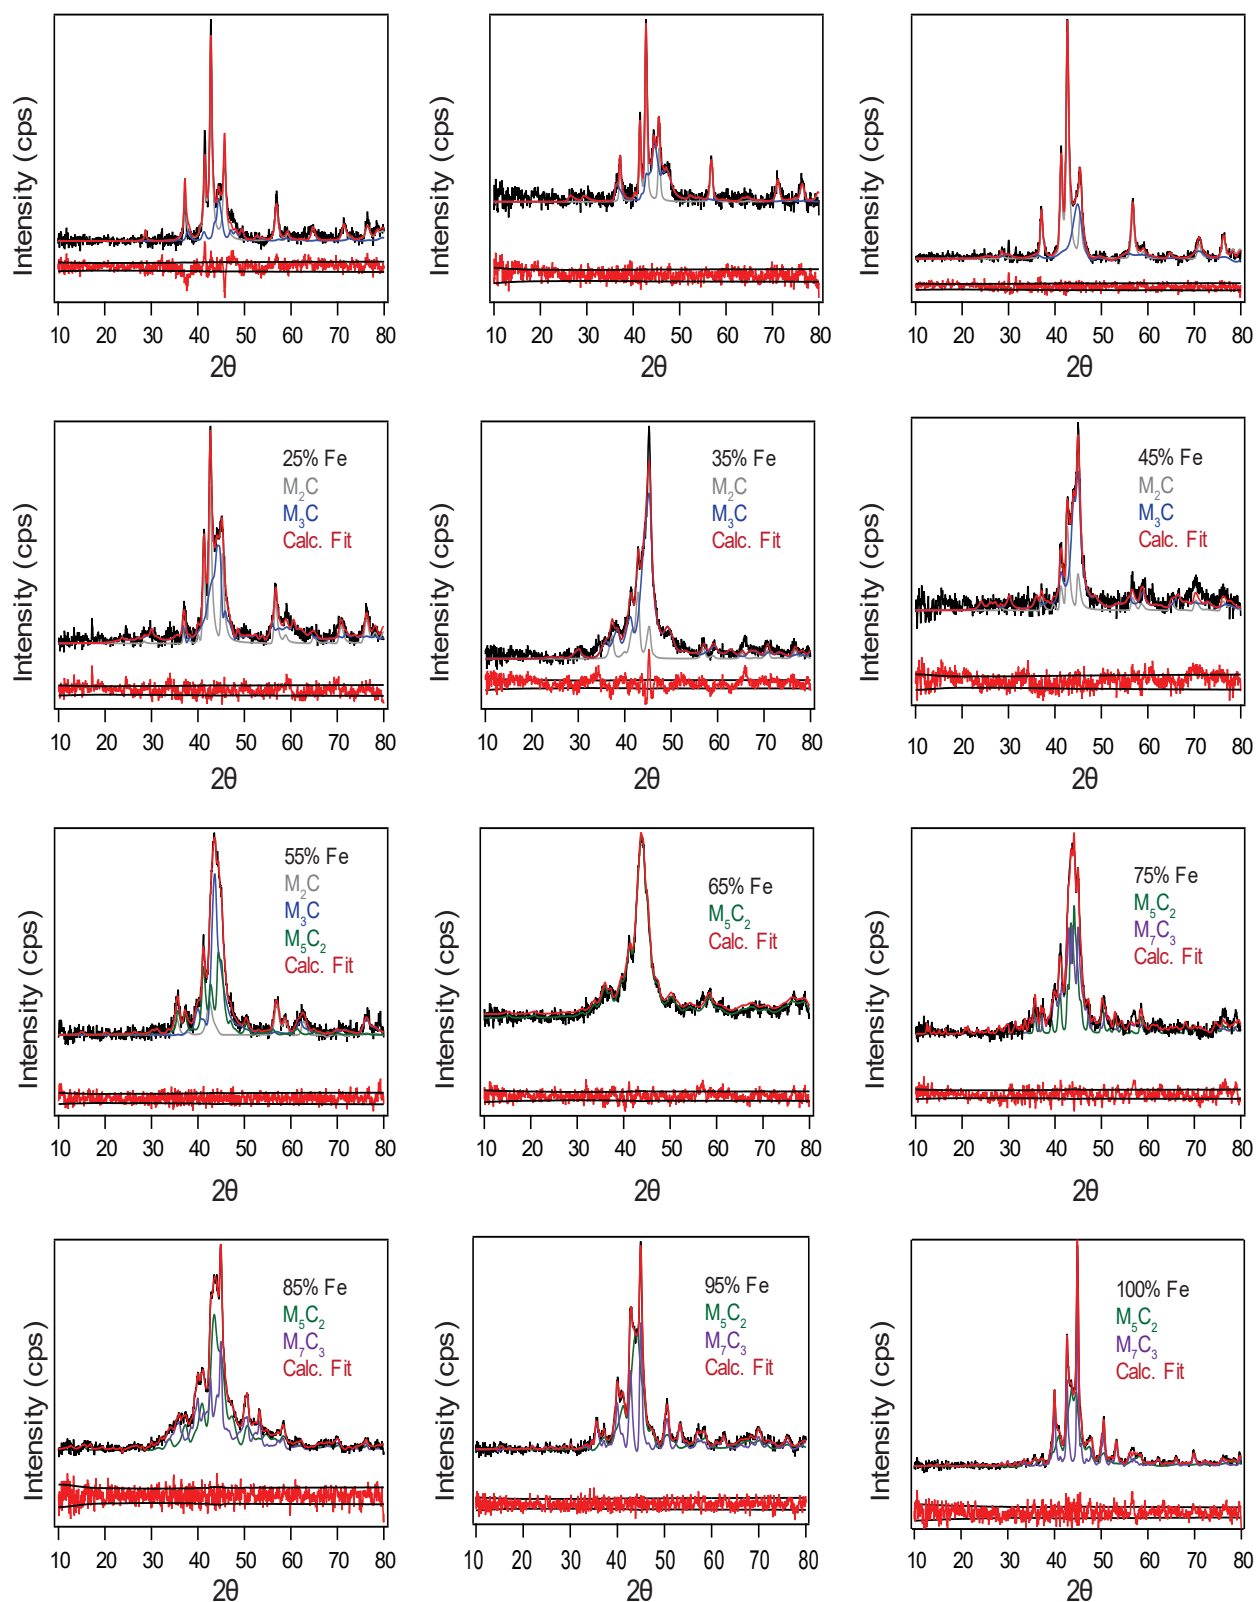 Intensity (cps)
10 20 30 40 50 60 70 80
2θ
Intensity (cps)
10 20 30 40 50 60 70 80
2θ
Intensity (cps)
10 20 30 40 50 60 70 80
2θ
Intensity (cps)
25% Fe
M₂C
M₃C
Calc. Fit
10 20 30 40 50 60 70 80
2θ
Intensity (cps)
35% Fe
M₂C
M₃C
Calc. Fit
10 20 30 40 50 60 70 80
2θ
Intensity (cps)
45% Fe
M₂C
M₃C
Calc. Fit
10 20 30 40 50 60 70 80
2θ
Intensity (cps)
55% Fe
M₂C
M₃C
M₅C₂
Calc. Fit
10 20 30 40 50 60 70 80
2θ
Intensity (cps)
65% Fe
M₅C₂
Calc. Fit
10 20 30 40 50 60 70 80
2θ
Intensity (cps)
75% Fe
M₅C₂
M₇C₃
Calc. Fit
10 20 30 40 50 60 70 80
2θ
Intensity (cps)
85% Fe
M₅C₂
M₇C₃
Calc. Fit
10 20 30 40 50 60 70 80
2θ
Intensity (cps)
95% Fe
M₅C₂
M₇C₃
Calc. Fit
10 20 30 40 50 60 70 80
2θ
Intensity (cps)
100% Fe
M₅C₂
M₇C₃
Calc. Fit
10 20 30 40 50 60 70 80
2θ